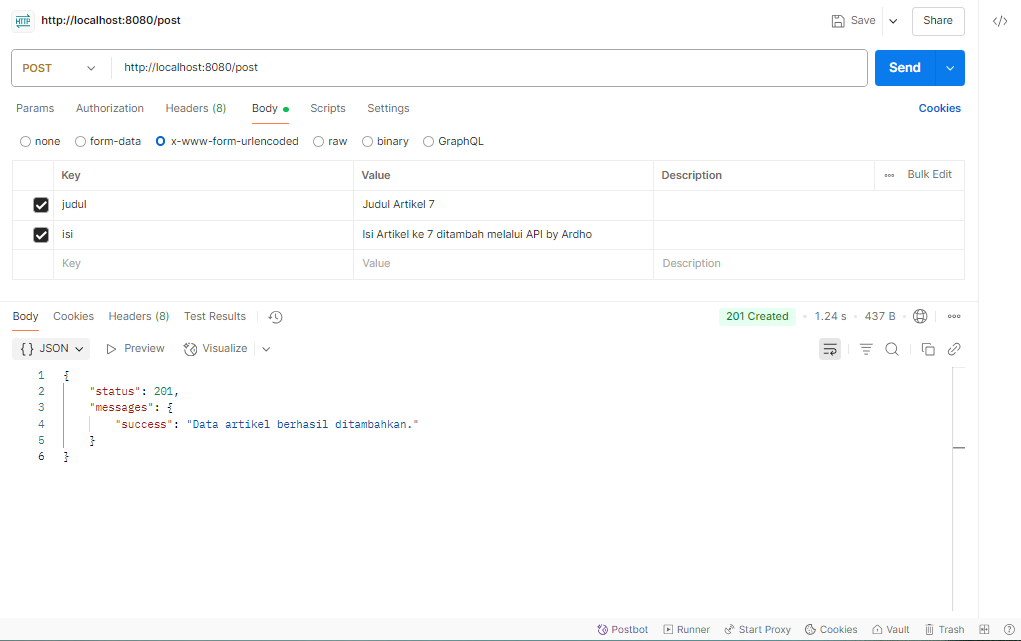 HTTP http://localhost:8080/post Save Share
POST http://localhost:8080/post Send
Params Authorization Headers (8) Body Scripts Settings Cookies
none form-data x-www-form-urlencoded raw binary GraphQL
Key Value Description Bulk Edit
judul Judul Artikel 7
isi Isi Artikel ke 7 ditambah melalui API by Ardho
Key Value Description
Body Cookies Headers (8) Test Results 201 Created 1.24 s 437 B
{} JSON Preview Visualize
1 {
2 "status": 201,
3 "messages": {
4 "success": "Data artikel berhasil ditambahkan."
5 }
6 }
Postbot Runner Start Proxy Cookies Vault Trash